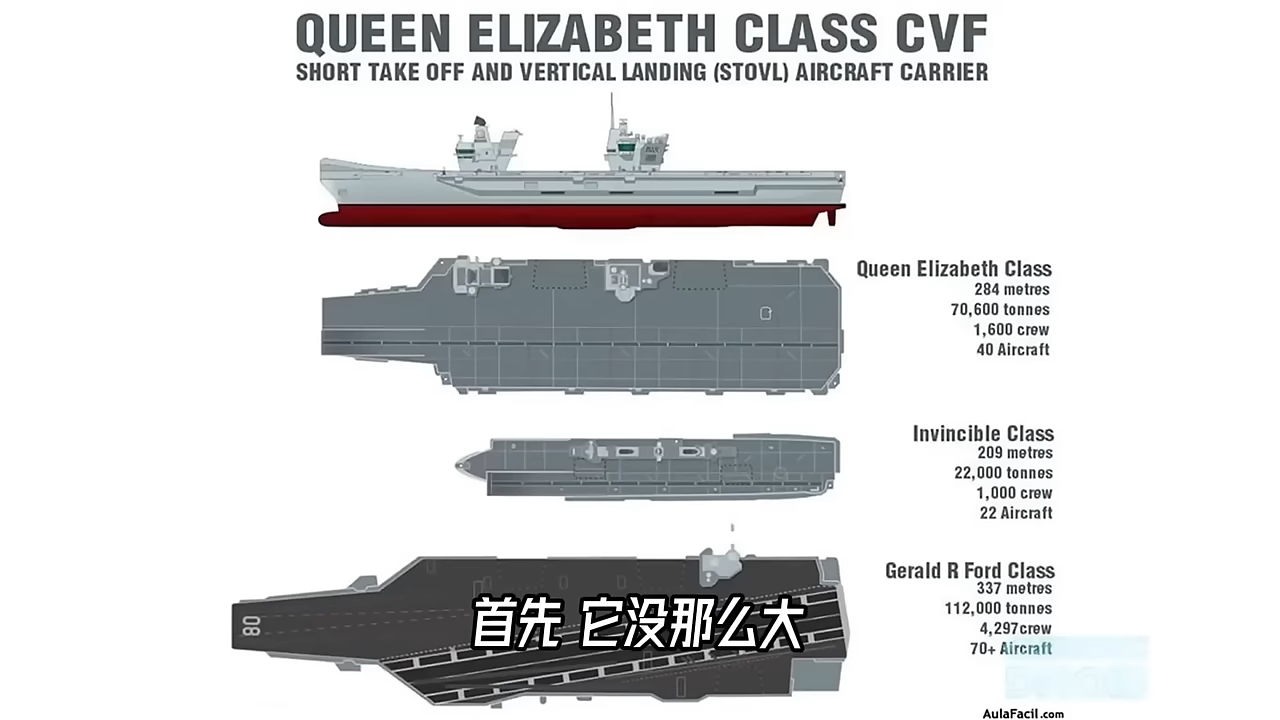 QUEEN ELIZABETH CLASS CVF
SHORT TAKE OFF AND VERTICAL LANDING (STOVL) AIRCRAFT CARRIER
Queen Elizabeth Class
284 metres
70,600 tonnes
1,600 crew
40 Aircraft
Invincible Class
209 metres
22,000 tonnes
1,000 crew
22 Aircraft
Gerald R Ford Class
337 metres
112,000 tonnes
4,297crew
70+ Aircraft
80
首先 它没那么大
AulaFacil.com